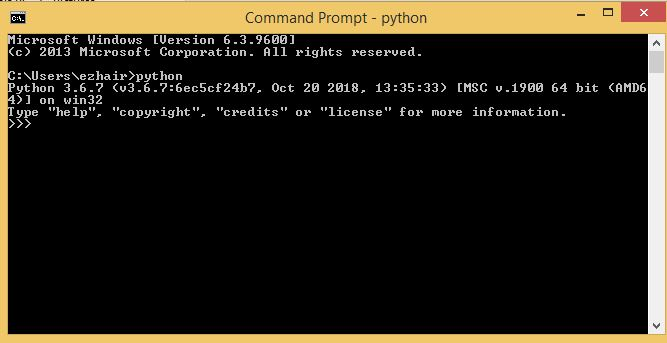 Command Prompt - python
Microsoft Windows [Version 6.3.9600]
(c) 2013 Microsoft Corporation. All rights reserved.
C:\Users\ezhair>python
Python 3.6.7 (v3.6.7:6ec5cf24b7, Oct 20 2018, 13:35:33) [MSC v.1900 64 bit (AMD6
4)] on win32
Type "help", "copyright", "credits" or "license" for more information.
>>>